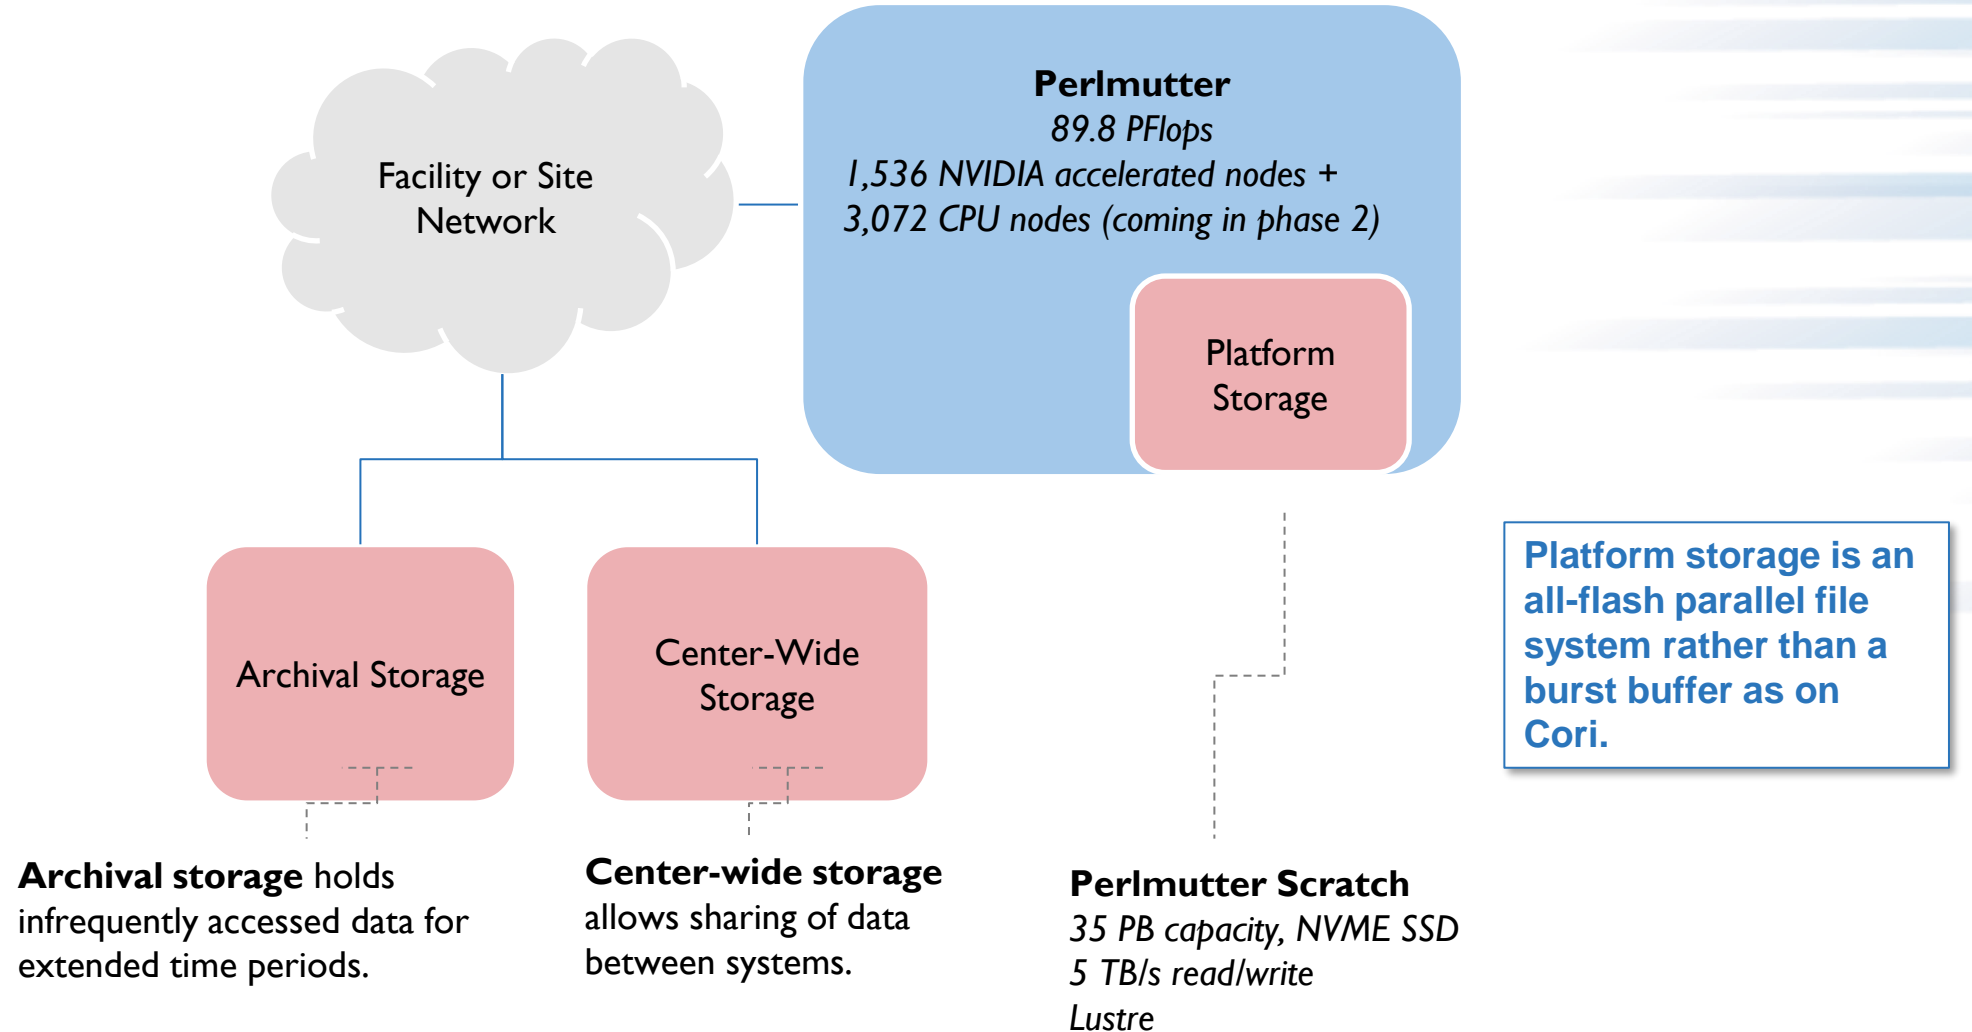 Perlmutter
89.8 PFlops
1,536 NVIDIA accelerated nodes +
3,072 CPU nodes (coming in phase 2)
Facility or Site
Network
Platform
Storage
Archival Storage
Center-Wide
Storage
Platform storage is an
all-flash parallel file
system rather than a
burst buffer as on
Cori.
Archival storage holds
infrequently accessed data for
extended time periods.
Center-wide storage
allows sharing of data
between systems.
Perlmutter Scratch
35 PB capacity, NVME SSD
5 TB/s read/write
Lustre